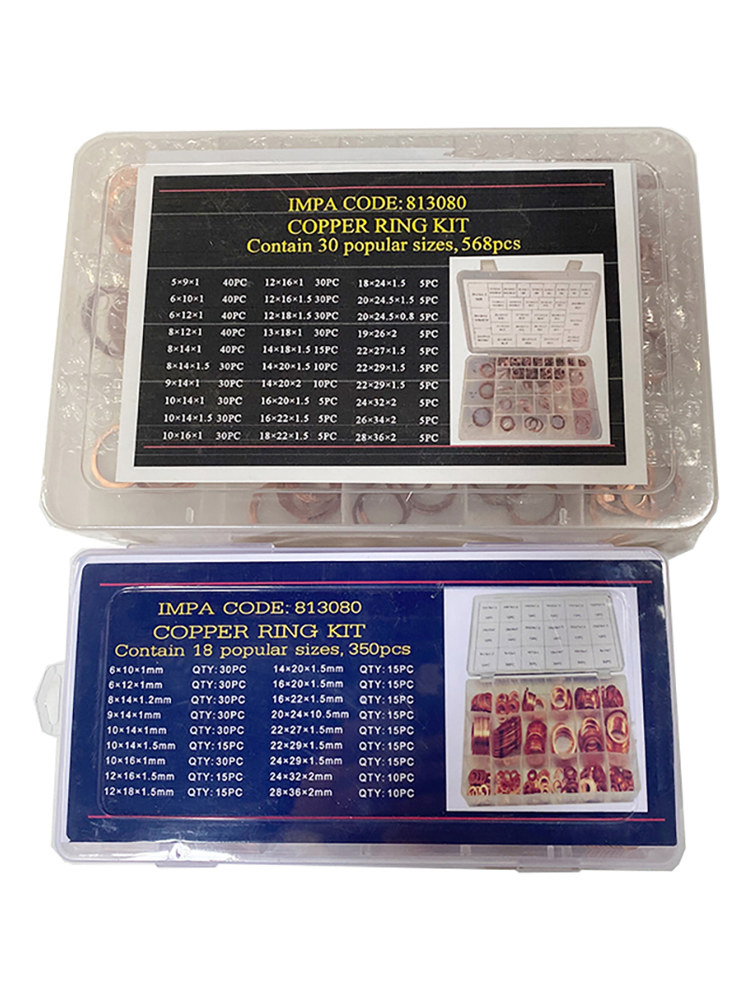 IMPA CODE: 813080
COPPER RING KIT
Contain 30 popular sizes, 568pcs
5×9×1 40PC 12×16×1 30PC 18×24×1.5 5PC
6×10×1 40PC 12×16×1.5 30PC 20×24.5×1.5 5PC
6×12×1 40PC 12×18×1.5 30PC 20×24.5×0.8 5PC
8×12×1 40PC 13×18×1 30PC 19×26×2 5PC
8×14×1 40PC 14×18×1.5 15PC 22×27×1.5 5PC
8×14×1.5 30PC 14×20×1.5 10PC 22×29×1.5 5PC
9×14×1 30PC 14×20×2 10PC 22×29×1.5 5PC
10×14×1 30PC 16×20×1.5 5PC 24×32×2 5PC
10×14×1.5 30PC 16×22×1.5 5PC 26×34×2 5PC
10×16×1 30PC 18×22×1.5 5PC 28×36×2 5PC
IMPA CODE: 813080
COPPER RING KIT
Contain 18 popular sizes, 350pcs
6×10×1mm QTY: 30PC 14×20×1.5mm QTY: 15PC
6×12×1mm QTY: 30PC 16×20×1.5mm QTY: 15PC
8×14×1.2mm QTY: 30PC 16×22×1.5mm QTY: 15PC
9×14×1mm QTY: 30PC 20×24×10.5mm QTY: 15PC
10×14×1mm QTY: 30PC 22×27×1.5mm QTY: 15PC
10×14×1.5mm QTY: 15PC 22×29×1.5mm QTY: 15PC
10×16×1mm QTY: 30PC 24×29×1.5mm QTY: 15PC
12×16×1.5mm QTY: 15PC 24×32×2mm QTY: 10PC
12×18×1.5mm QTY: 15PC 28×36×2mm QTY: 10PC